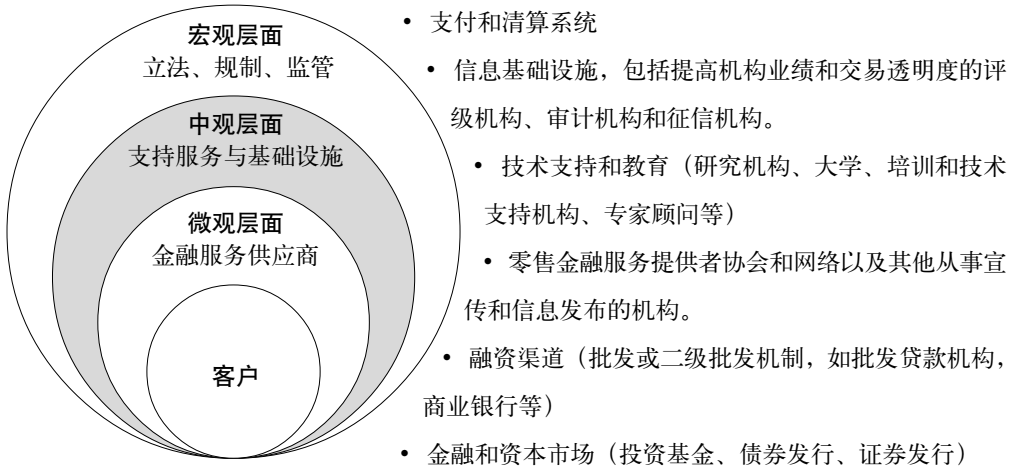 宏观层面
立法、规制、监管
中观层面
支持服务与基础设施
微观层面
金融服务供应商
客户
• 支付和清算系统
• 信息基础设施，包括提高机构业绩和交易透明度的评
级机构、审计机构和征信机构。
• 技术支持和教育（研究机构、大学、培训和技术
支持机构、专家顾问等）
• 零售金融服务提供者协会和网络以及其他从事宣
传和信息发布的机构。
• 融资渠道（批发或二级批发机制，如批发贷款机构，
商业银行等）
• 金融和资本市场（投资基金、债券发行、证券发行）